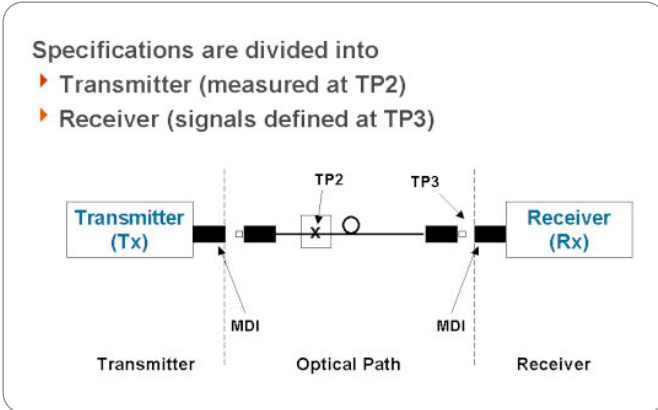 Specifications are divided into
Transmitter (measured at TP2)
Receiver (signals defined at TP3)
TP2
TP3
Transmitter
(Tx)
X
Receiver
(Rx)
MDI
MDI
Transmitter
Optical Path
Receiver